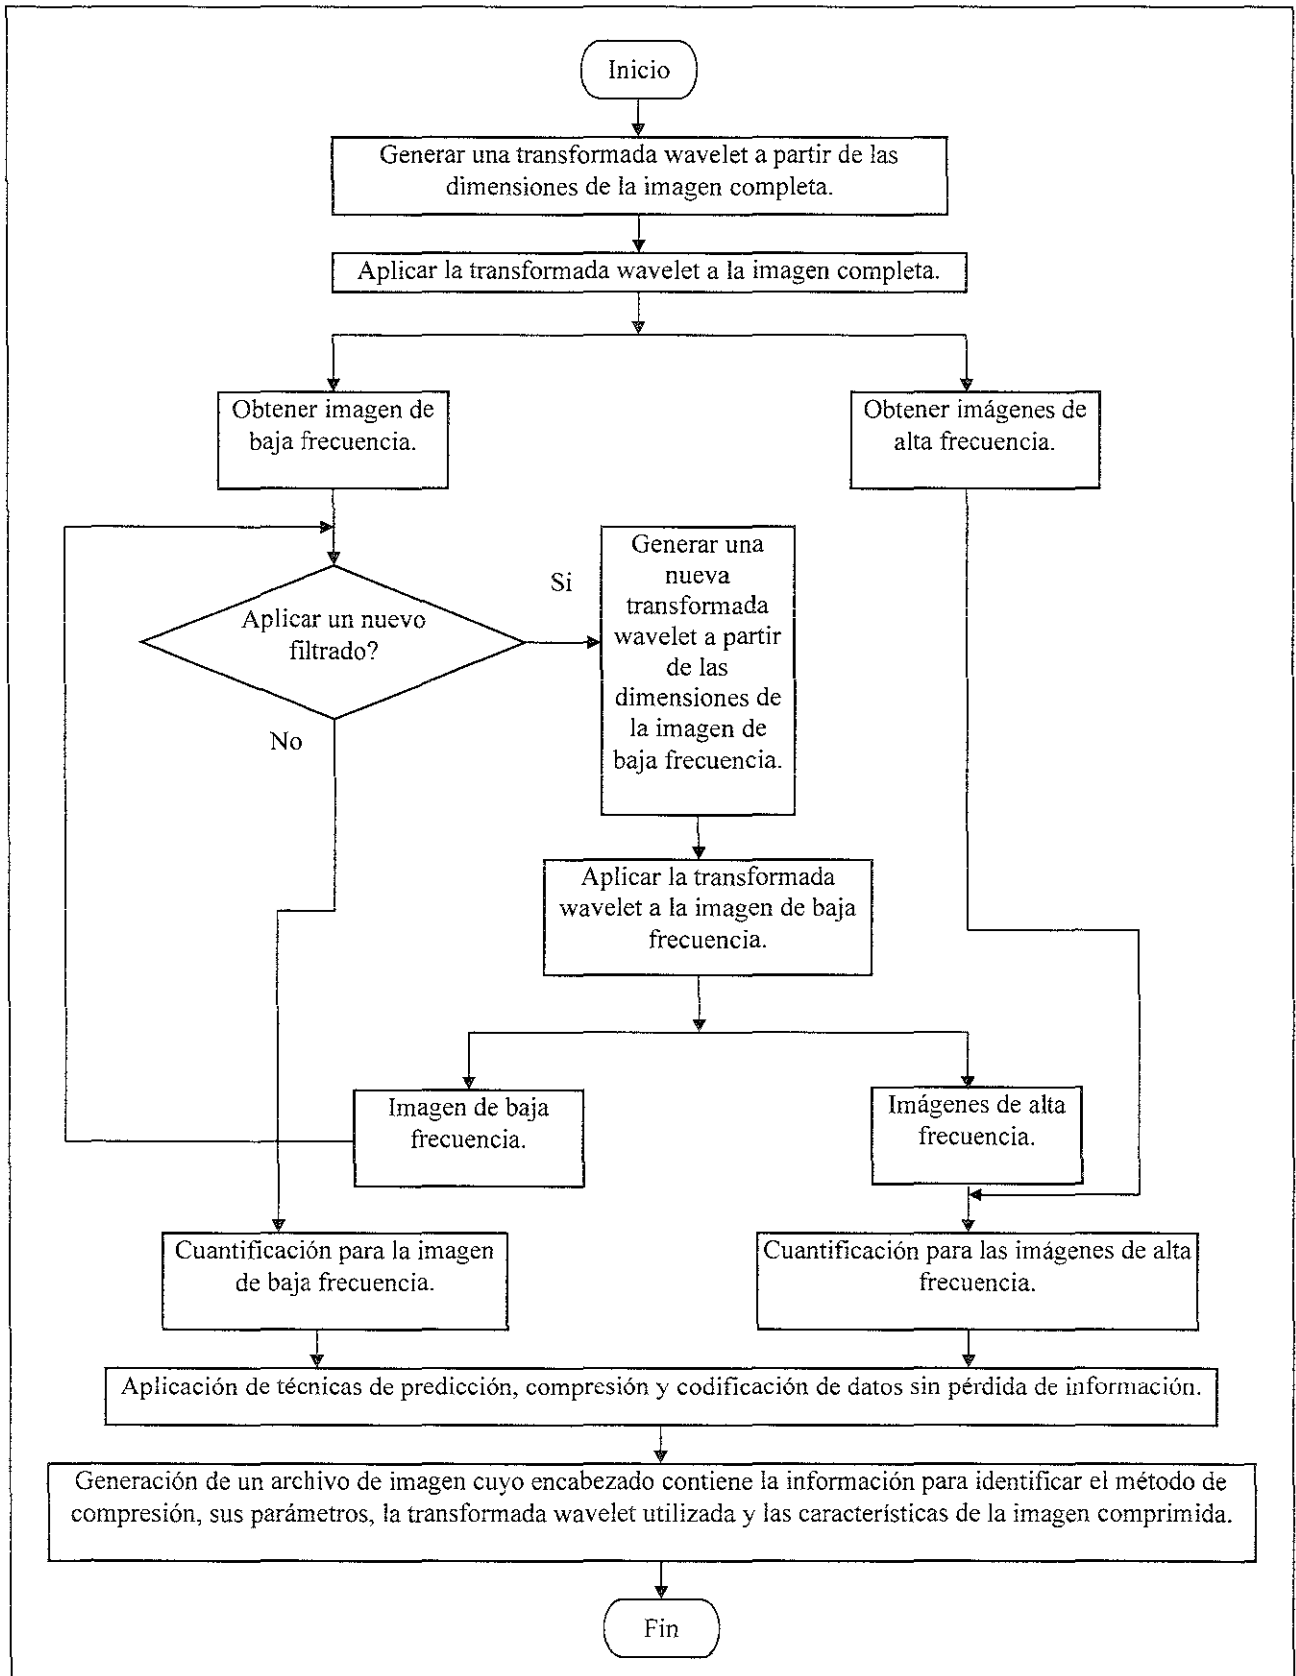 Inicio
Generar una transformada wavelet a partir de las
dimensiones de la imagen completa.
Aplicar la transformada wavelet a la imagen completa.
Obtener imagen de
baja frecuencia.
Obtener imágenes de
alta frecuencia.
Aplicar un nuevo
filtrado?
Si
No
Generar una
nueva
transformada
wavelet a partir
de las
dimensiones de
la imagen de
baja frecuencia.
Aplicar la transformada
wavelet a la imagen de baja
frecuencia.
Imagen de baja
frecuencia.
Imágenes de alta
frecuencia.
Cuantificación para la imagen
de baja frecuencia.
Cuantificación para las imágenes de alta
frecuencia.
Aplicación de técnicas de predicción, compresión y codificación de datos sin pérdida de información.
Generación de un archivo de imagen cuyo encabezado contiene la información para identificar el método de
compresión, sus parámetros, la transformada wavelet utilizada y las características de la imagen comprimida.
Fin